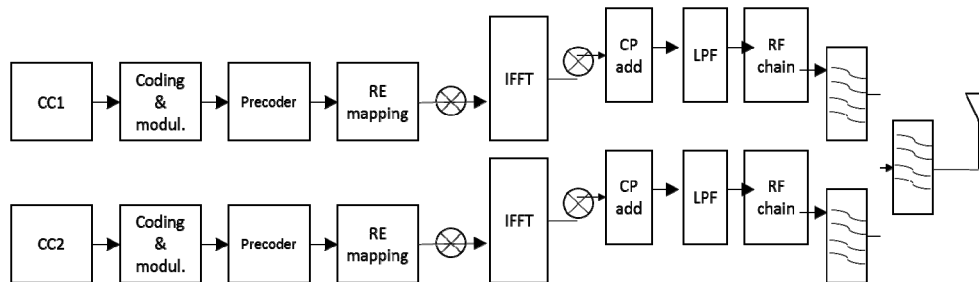 CC1
Coding
&
modul.
Precoder
RE
mapping
IFFT
CP
add
LPF
RF
chain
CC2
Coding
&
modul.
Precoder
RE
mapping
IFFT
CP
add
LPF
RF
chain